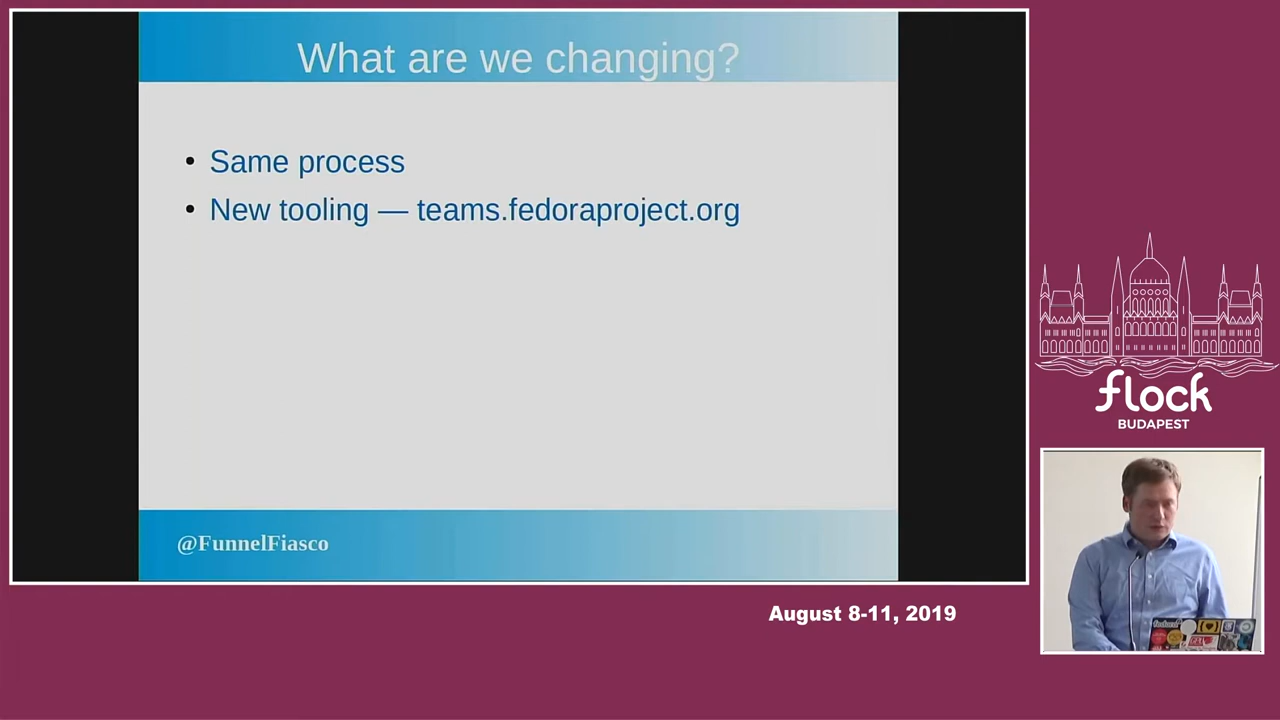 What are we changing?
• Same process
• New tooling — teams.fedoraproject.org
@FunnelFiasco
flock
BUDAPEST
August 8-11, 2019